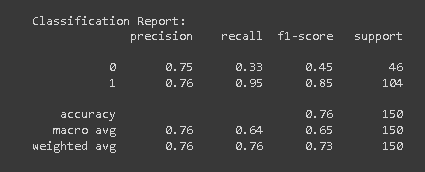 Classification Report:
precision recall f1-score support
0 0.75 0.33 0.45 46
1 0.76 0.95 0.85 104
accuracy 0.76 150
macro avg 0.76 0.64 0.65 150
weighted avg 0.76 0.76 0.73 150